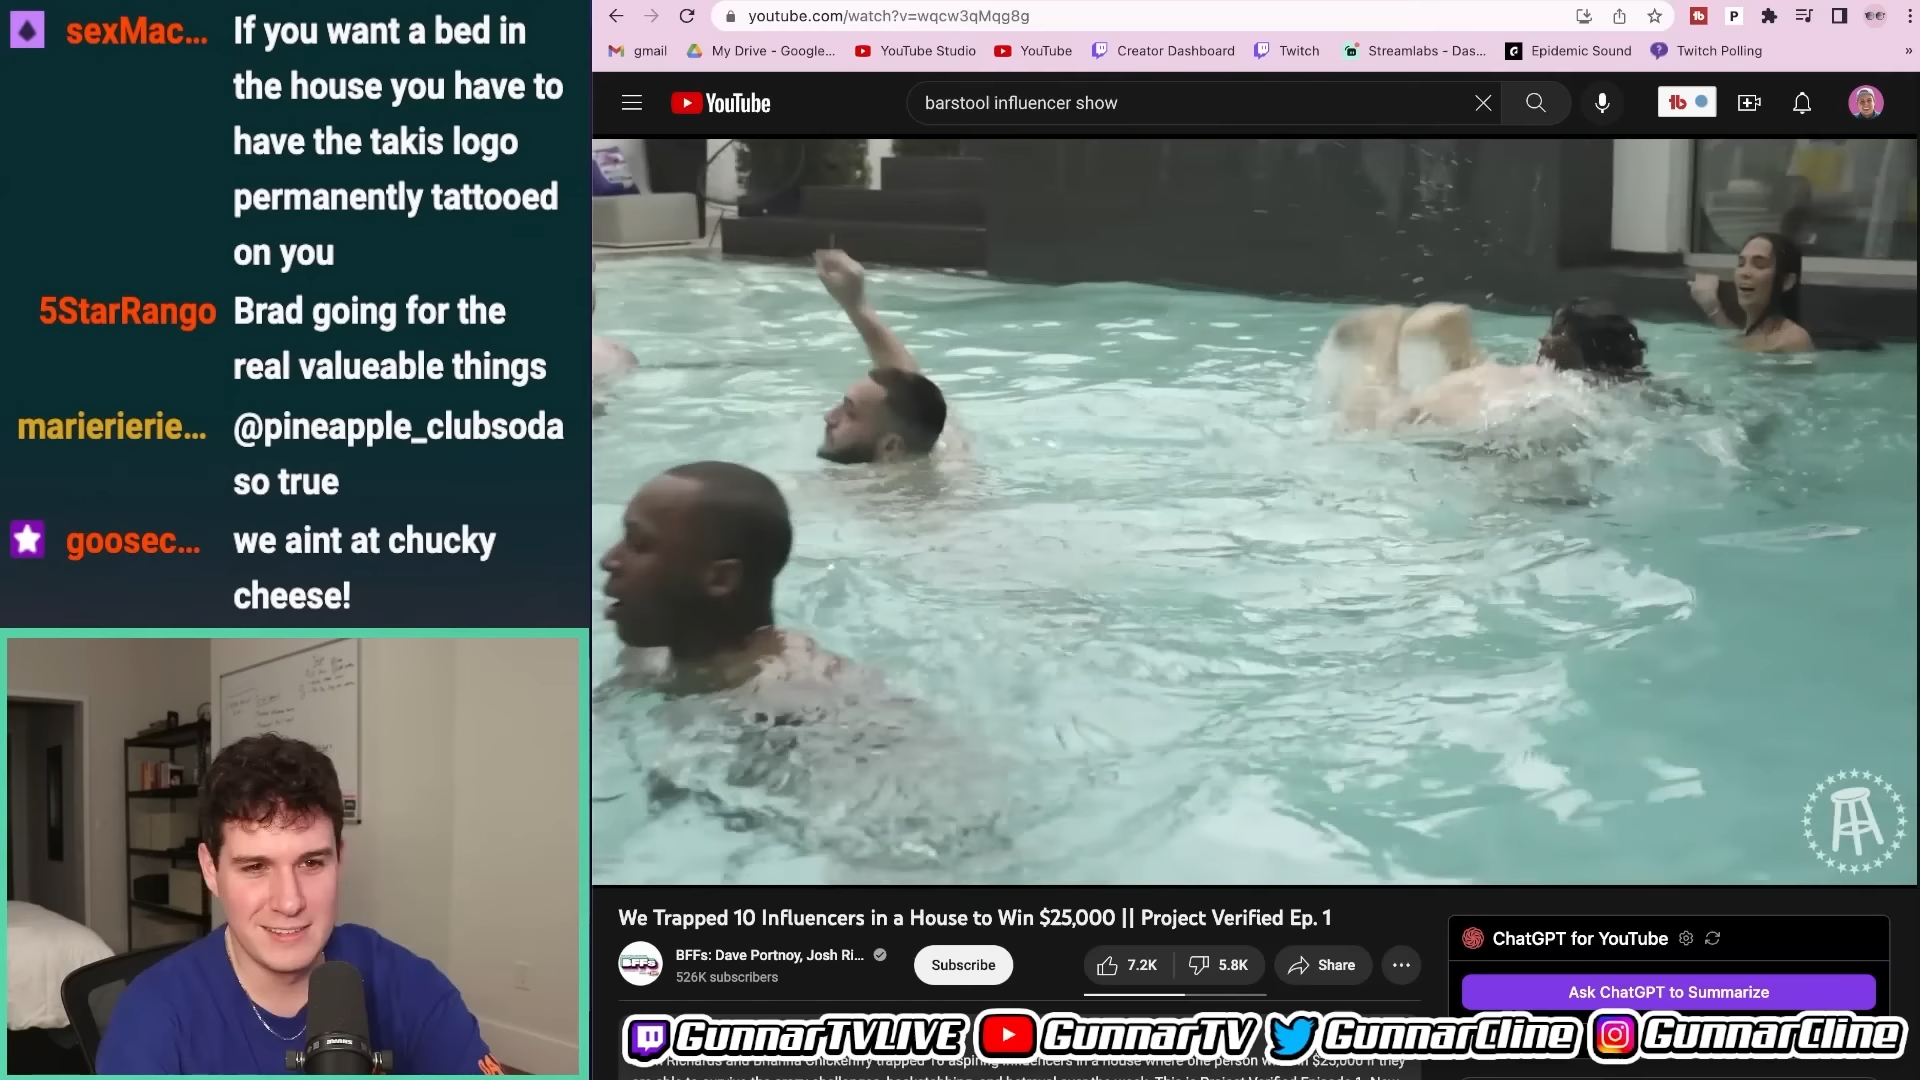 sexMac... If you want a bed in
the house you have to
have the takis logo
permanently tattooed
on you
5StarRango Brad going for the
real valueable things
marierierie... @pineapple_clubsoda
so true
goosec... we aint at chucky
cheese!
youtube.com/watch?v=wqcw3qMqg8g
gmail My Drive - Google... YouTube Studio YouTube Creator Dashboard Twitch Streamlabs - Das... Epidemic Sound Twitch Polling »
YouTube barstool influencer show
We Trapped 10 Influencers in a House to Win $25,000 || Project Verified Ep. 1
BFFs: Dave Portnoy, Josh Ri...
526K subscribers
Subscribe
7.2K 5.8K Share
ChatGPT for YouTube
Ask ChatGPT to Summarize
GunnarTVLIVE GunnarTV GunnarCline GunnarCline